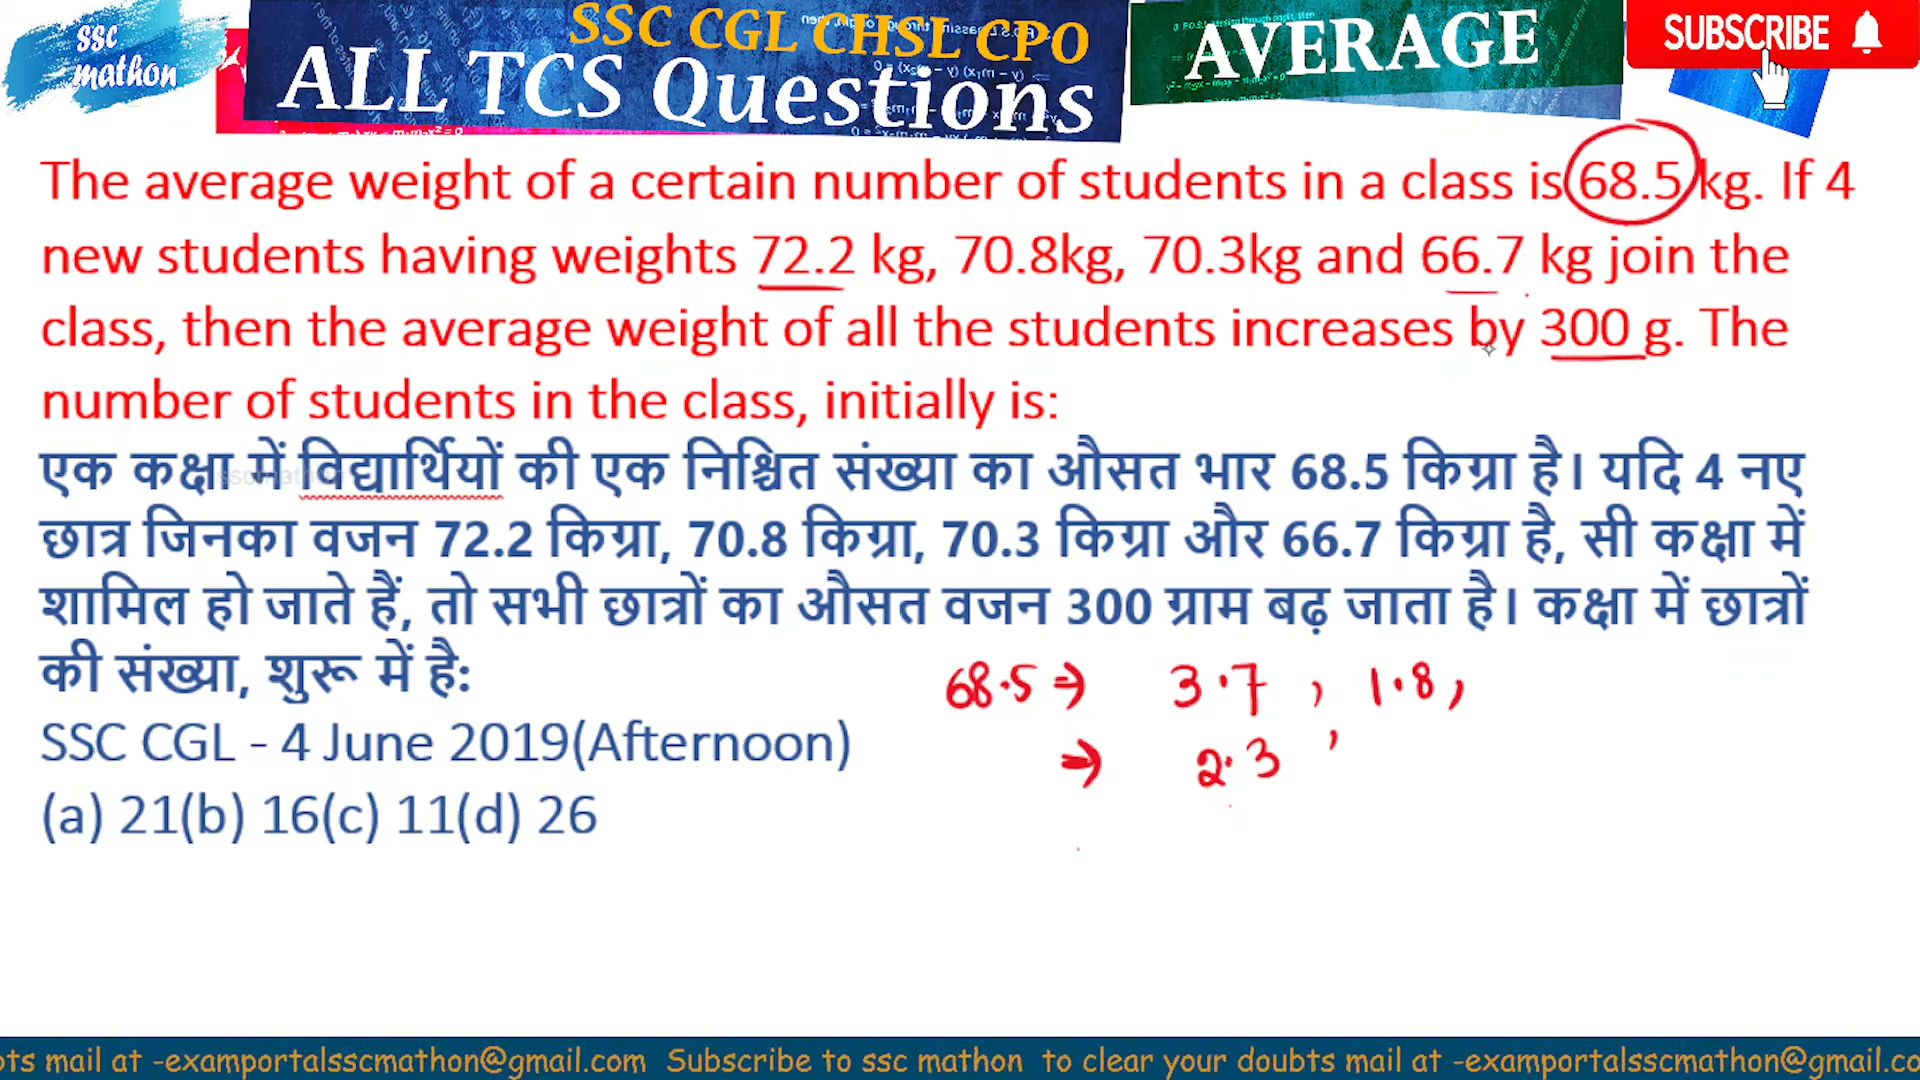 SSC mathon
SSC CGL CHSL CPO
ALL TCS Questions
AVERAGE
SUBSCRIBE
The average weight of a certain number of students in a class is 68.5 kg. If 4
new students having weights 72.2 kg, 70.8kg, 70.3kg and 66.7 kg join the
class, then the average weight of all the students increases by 300 g. The
number of students in the class, initially is:
एक कक्षा में विद्यार्थियों की एक निश्चित संख्या का औसत भार 68.5 किग्रा है। यदि 4 नए
छात्र जिनका वजन 72.2 किग्रा, 70.8 किग्रा, 70.3 किग्रा और 66.7 किग्रा है, सी कक्षा में
शामिल हो जाते हैं, तो सभी छात्रों का औसत वजन 300 ग्राम बढ़ जाता है। कक्षा में छात्रों
की संख्या, शुरू में है:
68.5 ⇒ 3.7 , 1.8,
⇒ 2.3 ,
SSC CGL - 4 June 2019(Afternoon)
(a) 21(b) 16(c) 11(d) 26
ots mail at -examportalsscmathon@gmail.com Subscribe to ssc mathon to clear your doubts mail at -examportalsscmathon@gmail.co